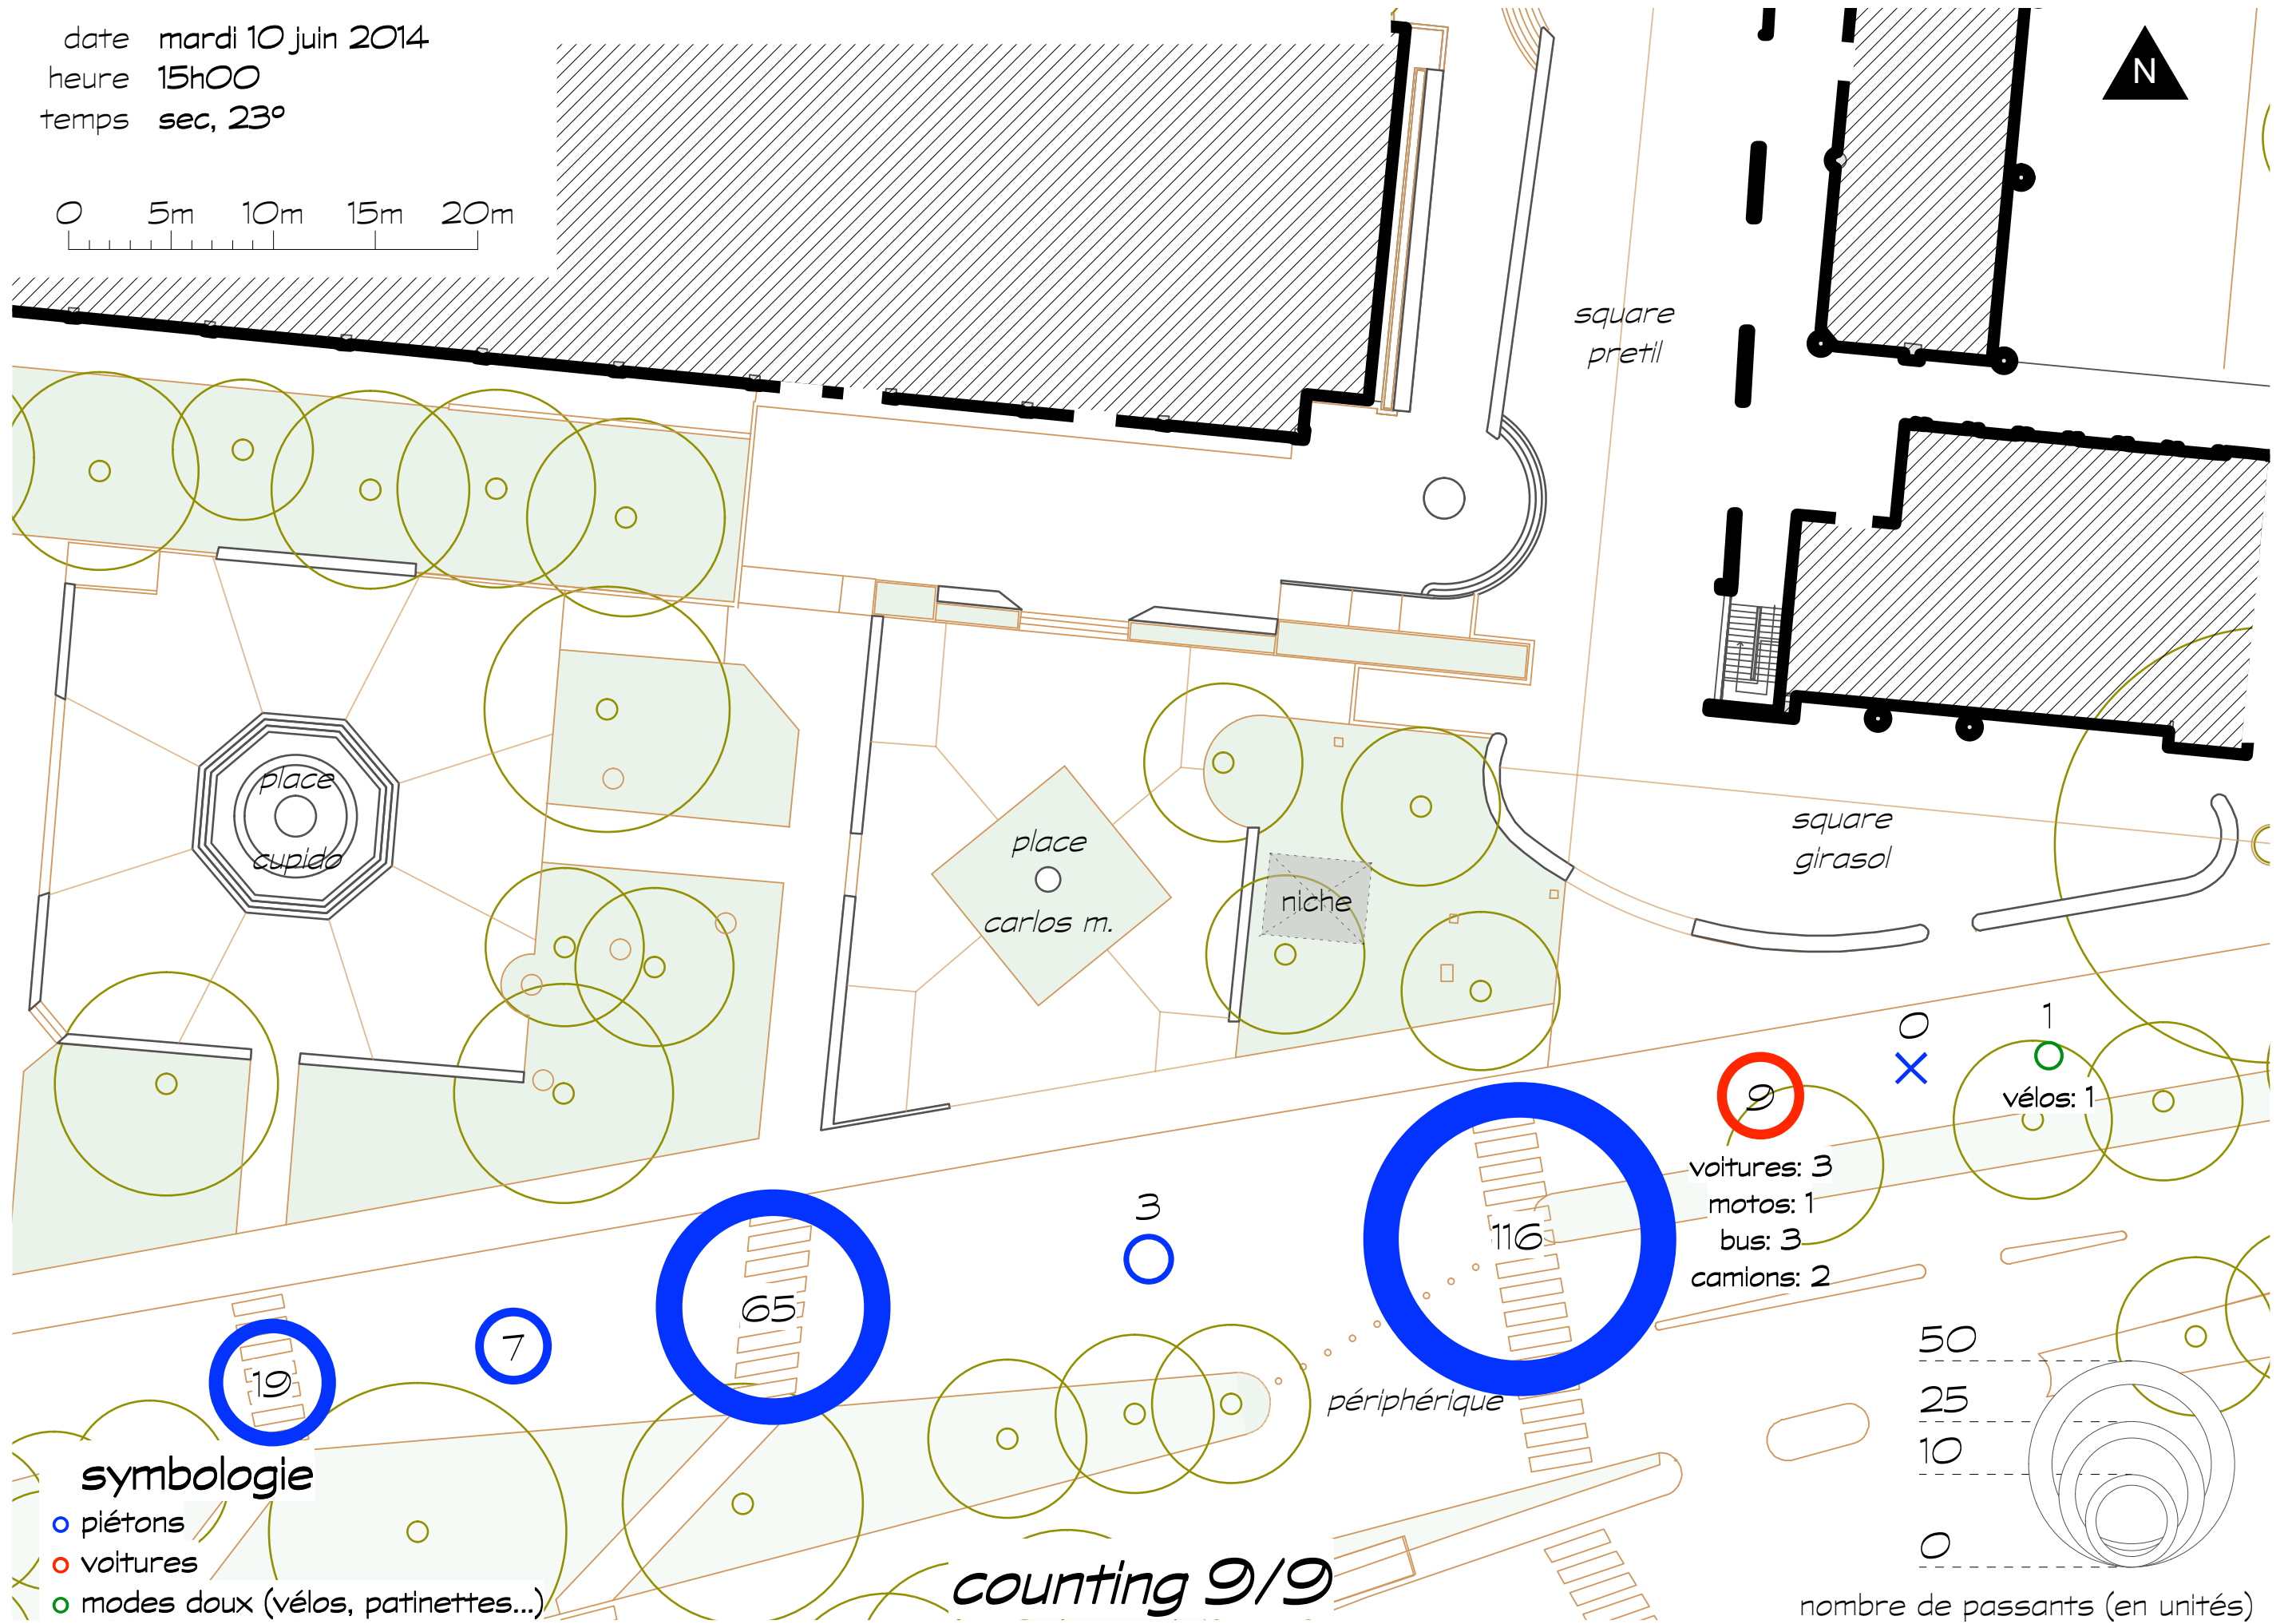 date mardi 10 juin 2014
heure 15h00
temps sec, 23°
0 5m 10m 15m 20m
N
square
pretil
place
cupido
place
carlos m.
niche
square
girasol
0
1
9
vélos: 1
voitures: 3
motos: 1
bus: 3
camions: 2
3
116
65
7
19
périphérique
symbologie
piétons
voitures
modes doux (vélos, patinettes...)
counting 9/9
50
25
10
0
nombre de passants (en unités)